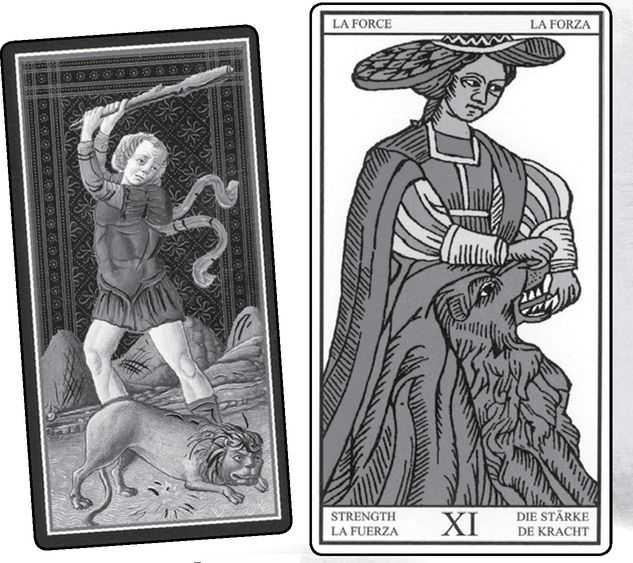 LA FORCE
LA FORZA
STRENGTH
LA FUERZA
XI
DIE STÄRKE
DE KRACHT